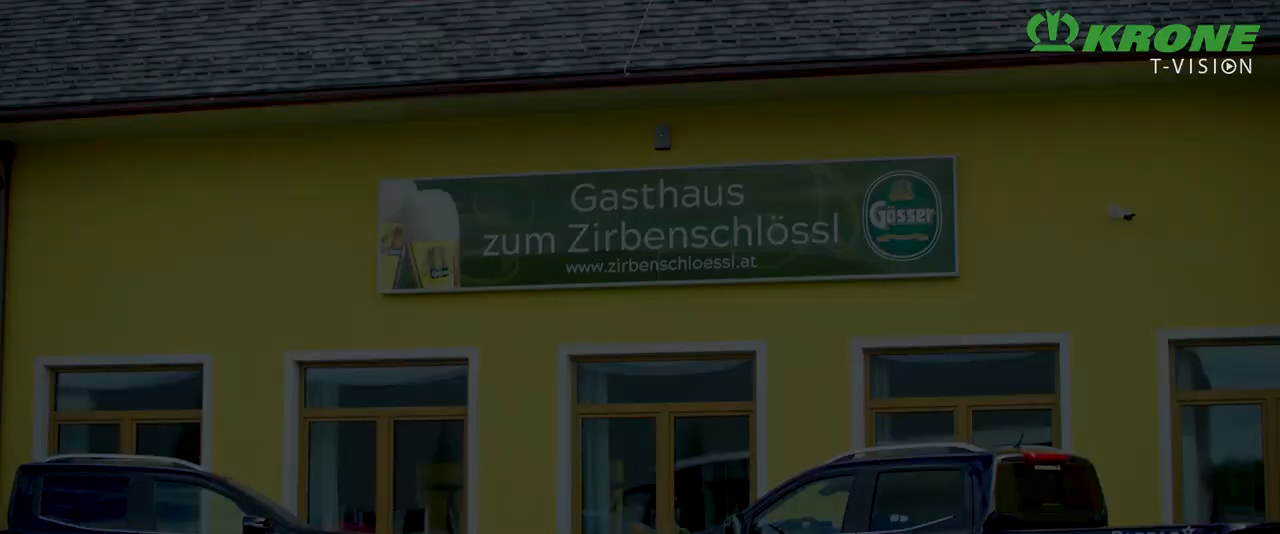 KRONE
T-VISION
Gasthaus
zum Zirbenschlössl
www.zirbenschloessl.at
Gösser